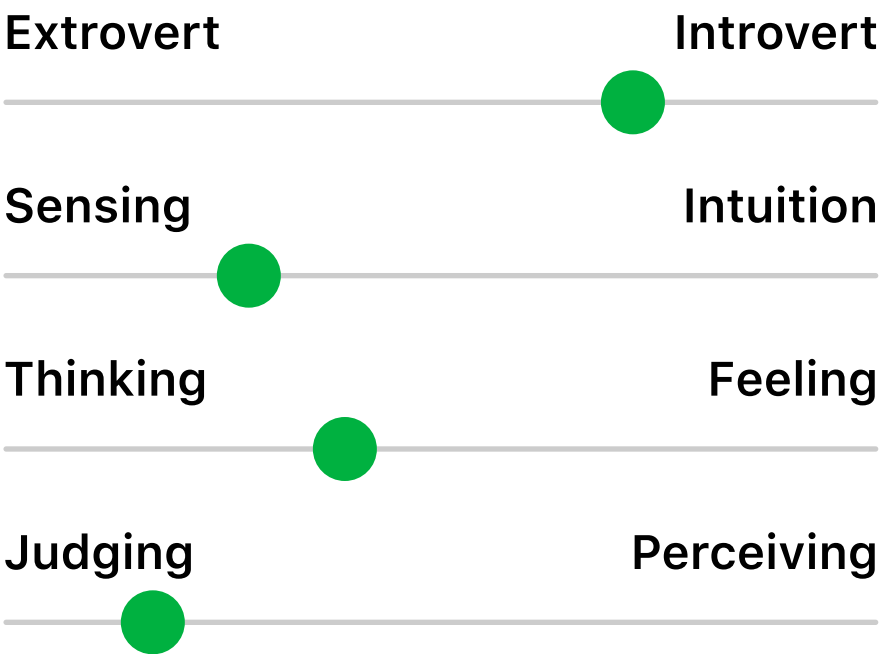 Extrovert Introvert
Sensing Intuition
Thinking Feeling
Judging Perceiving